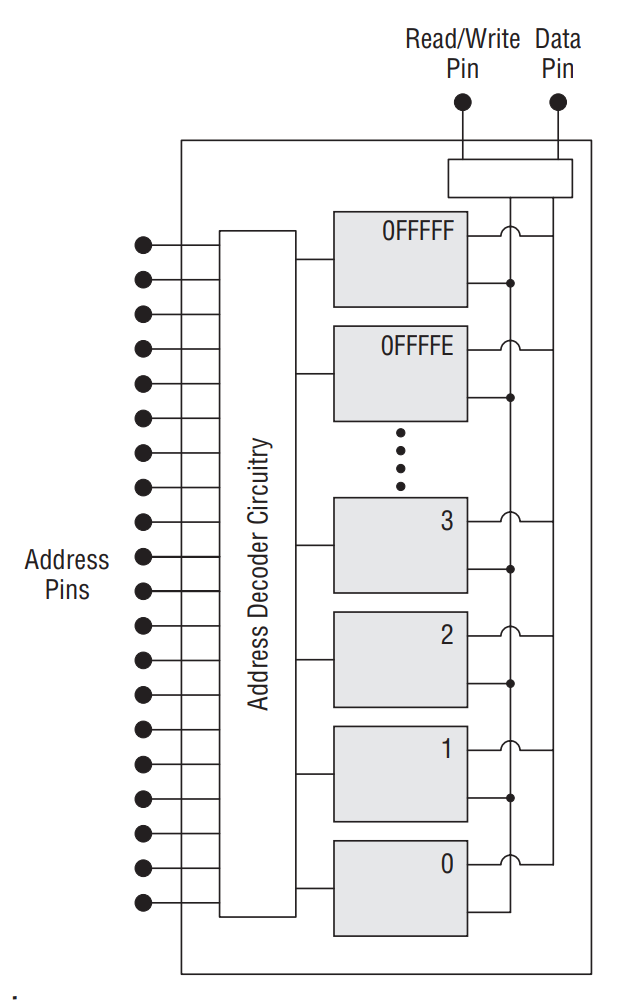 Read/Write Data
Pin Pin
0FFFFF
0FFFFE
3
Address Decoder Circuitry
Address
Pins
2
1
0